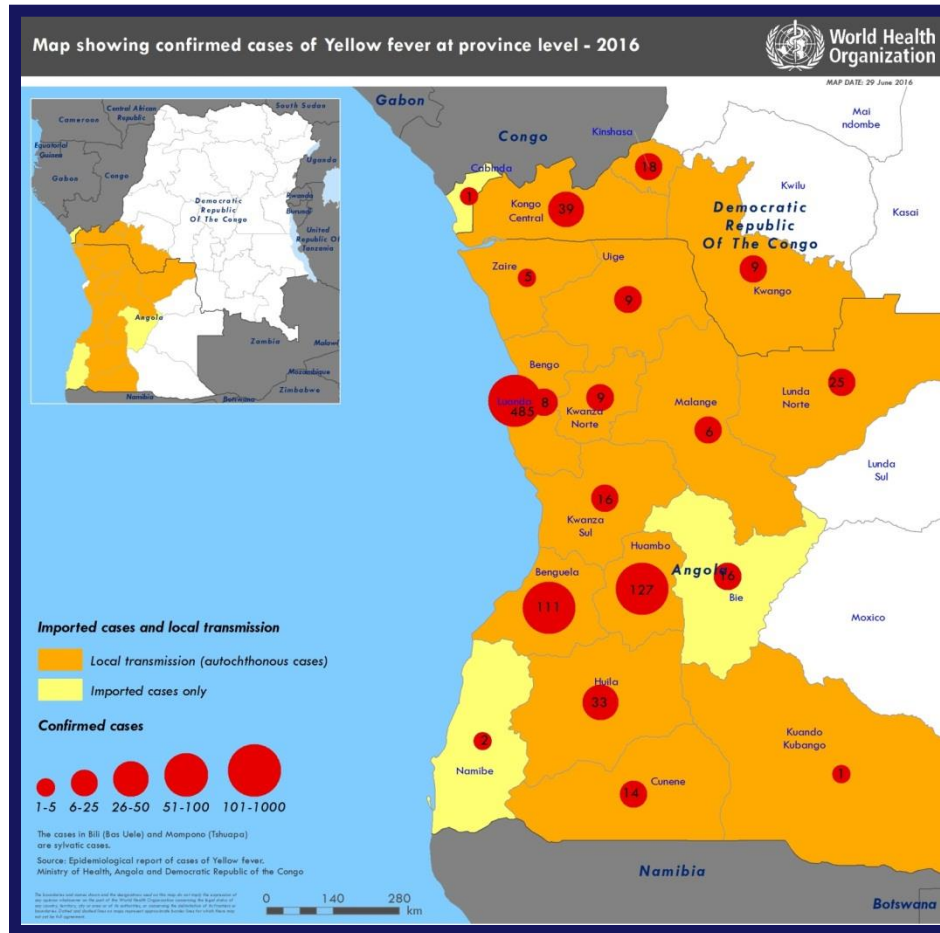 Map showing confirmed cases of Yellow fever at province level - 2016
World Health
Organization
MAP DATE: 29 June 2016
Cameroon
Central African
Republic
South Sudan
Equatorial
Guinea
Gabon
Congo
Uganda
Rwanda
Burundi
Democratic
Republic
Of The Congo
United
Republic Of
Tanzania
Angola
Zambia
Malawi
Mozambique
Zimbabwe
Namibia
Botswana
Gabon
Congo
Kinshasa
18
Mai
ndombe
Cabinda
1
Kongo
Central
39
Kwilu
Kasai
Democratic
Republic
Of The Congo
9
Kwango
Zaire
5
Uige
9
Bengo
Luanda
485
8
9
Kwanza
Norte
Malange
6
25
Lunda
Norte
Lunda
Sul
16
Kwanza
Sul
Huambo
127
Angola
16
Bie
Benguela
111
Moxico
Huila
33
2
Namibe
Kuando
Kubango
1
Cunene
14
Namibia
Botswana
Imported cases and local transmission
Local transmission (autochthonous cases)
Imported cases only
Confirmed cases
1-5 6-25 26-50 51-100 101-1000
The cases in Bili (Bas Uele) and Mompono (Tshuapa)
are sylvatic cases.
Source: Epidemiological report of cases of Yellow fever.
Ministry of Health, Angola and Democratic Republic of the Congo
0 140 280
km